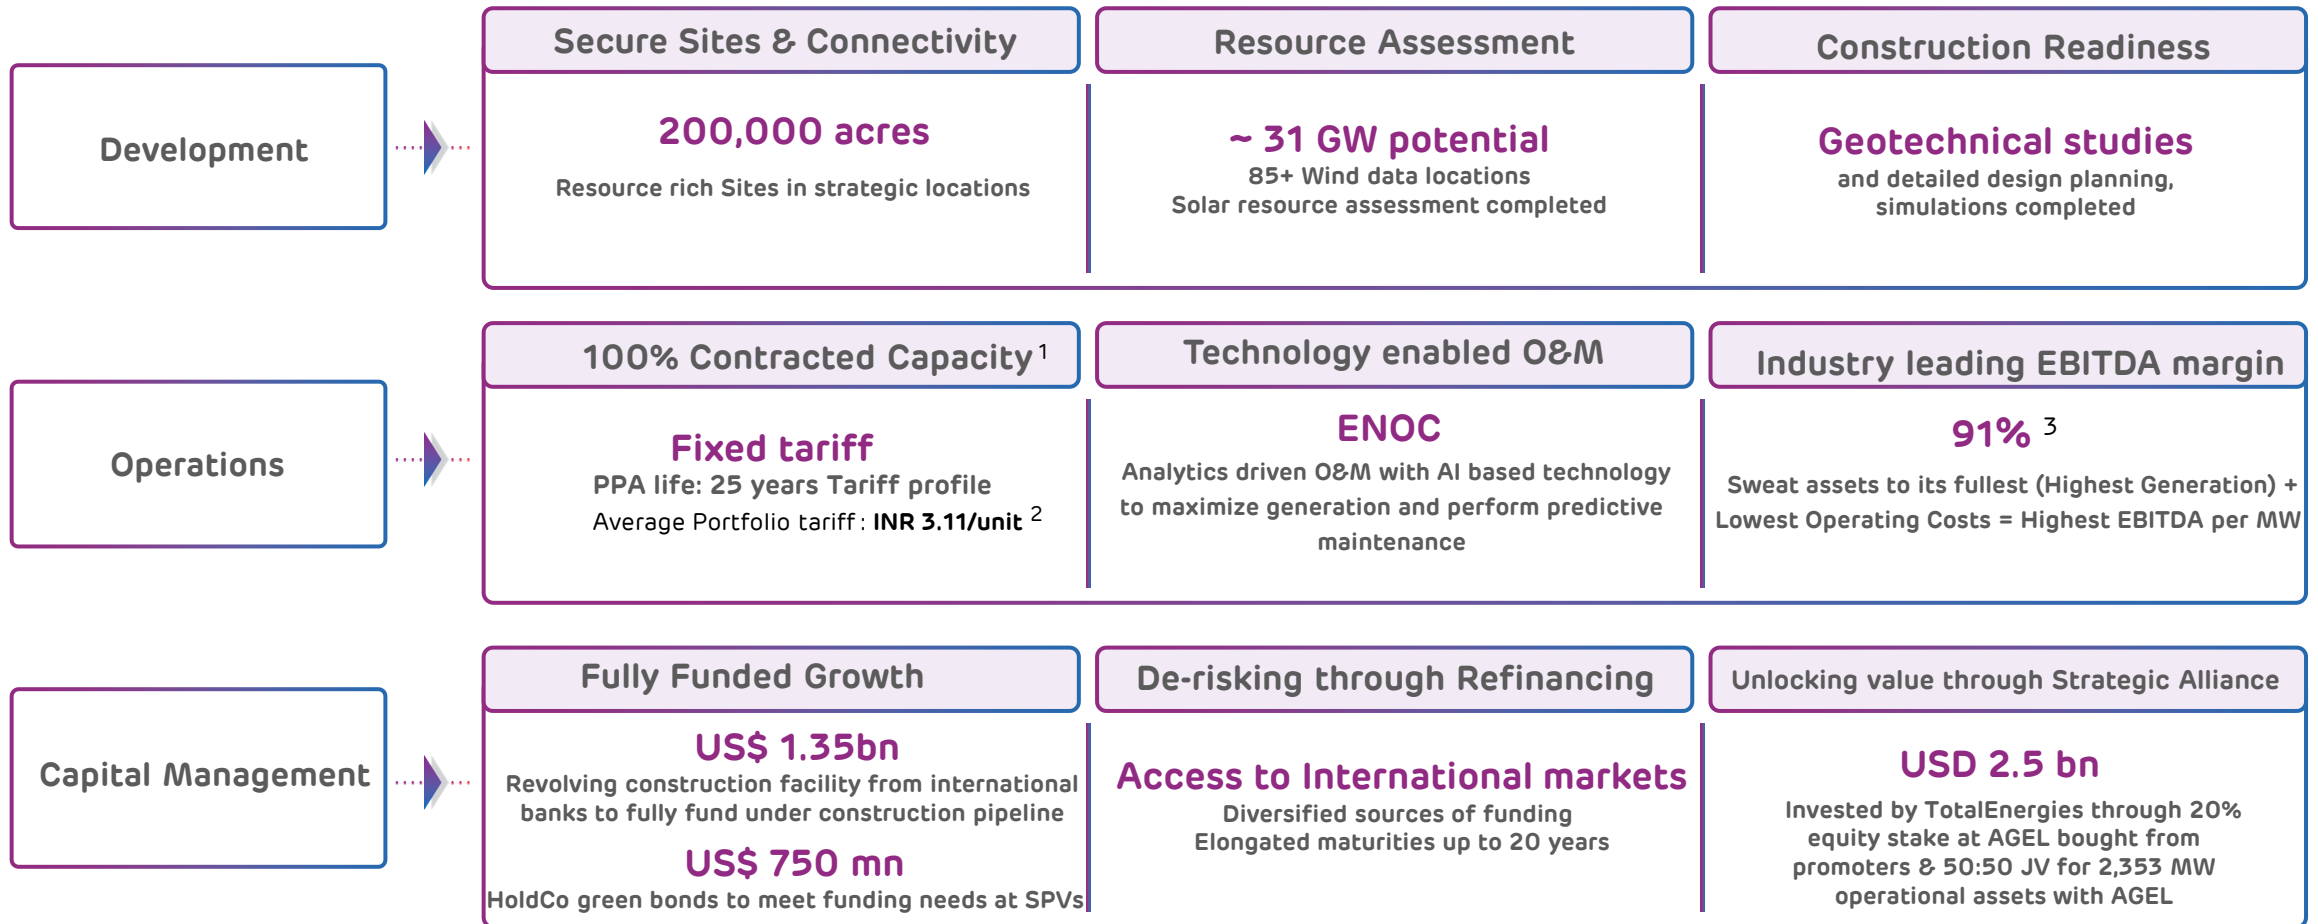 Development
Secure Sites & Connectivity
200,000 acres
Resource rich Sites in strategic locations
Resource Assessment
~ 31 GW potential
85+ Wind data locations
Solar resource assessment completed
Construction Readiness
Geotechnical studies
and detailed design planning,
simulations completed
Operations
100% Contracted Capacity 1
Fixed tariff
PPA life: 25 years Tariff profile
Average Portfolio tariff : INR 3.11/unit 2
Technology enabled O&M
ENOC
Analytics driven O&M with AI based technology
to maximize generation and perform predictive
maintenance
Industry leading EBITDA margin
91% 3
Sweat assets to its fullest (Highest Generation) +
Lowest Operating Costs = Highest EBITDA per MW
Capital Management
Fully Funded Growth
US$ 1.35bn
Revolving construction facility from international
banks to fully fund under construction pipeline
US$ 750 mn
HoldCo green bonds to meet funding needs at SPVs
De-risking through Refinancing
Access to International markets
Diversified sources of funding
Elongated maturities up to 20 years
Unlocking value through Strategic Alliance
USD 2.5 bn
Invested by TotalEnergies through 20%
equity stake at AGEL bought from
promoters & 50:50 JV for 2,353 MW
operational assets with AGEL